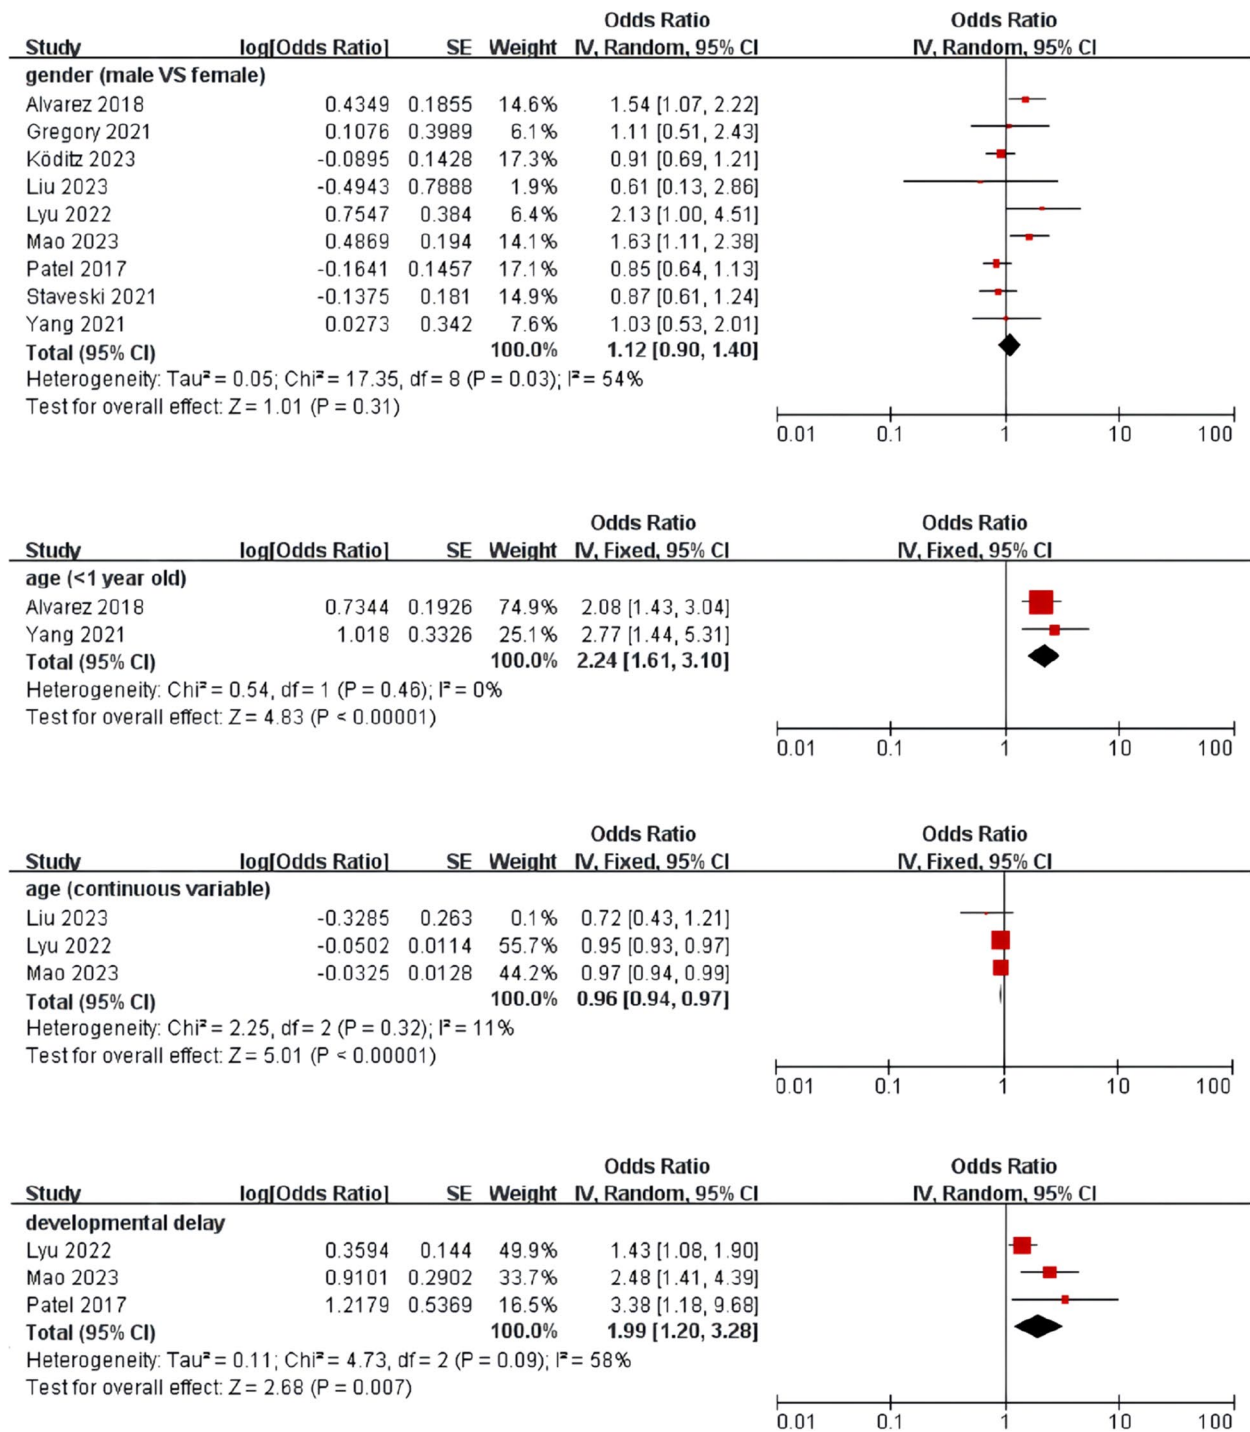 Odds Ratio Odds Ratio
Study log[Odds Ratio] SE Weight IV, Random, 95% CI IV, Random, 95% CI
gender (male VS female)
Alvarez 2018 0.4349 0.1855 14.6% 1.54 [1.07, 2.22]
Gregory 2021 0.1076 0.3989 6.1% 1.11 [0.51, 2.43]
Köditz 2023 -0.0895 0.1428 17.3% 0.91 [0.69, 1.21]
Liu 2023 -0.4943 0.7888 1.9% 0.61 [0.13, 2.86]
Lyu 2022 0.7547 0.384 6.4% 2.13 [1.00, 4.51]
Mao 2023 0.4869 0.194 14.1% 1.63 [1.11, 2.38]
Patel 2017 -0.1641 0.1457 17.1% 0.85 [0.64, 1.13]
Staveski 2021 -0.1375 0.181 14.9% 0.87 [0.61, 1.24]
Yang 2021 0.0273 0.342 7.6% 1.03 [0.53, 2.01]
Total (95% CI) 100.0% 1.12 [0.90, 1.40]
Heterogeneity: Tau² = 0.05; Chi² = 17.35, df = 8 (P = 0.03); I² = 54%
Test for overall effect: Z = 1.01 (P = 0.31)
0.01 0.1 1 10 100
Odds Ratio Odds Ratio
Study log[Odds Ratio] SE Weight IV, Fixed, 95% CI IV, Fixed, 95% CI
age (<1 year old)
Alvarez 2018 0.7344 0.1926 74.9% 2.08 [1.43, 3.04]
Yang 2021 1.018 0.3326 25.1% 2.77 [1.44, 5.31]
Total (95% CI) 100.0% 2.24 [1.61, 3.10]
Heterogeneity: Chi² = 0.54, df = 1 (P = 0.46); I² = 0%
Test for overall effect: Z = 4.83 (P < 0.00001)
0.01 0.1 1 10 100
Odds Ratio Odds Ratio
Study log[Odds Ratio] SE Weight IV, Fixed, 95% CI IV, Fixed, 95% CI
age (continuous variable)
Liu 2023 -0.3285 0.263 0.1% 0.72 [0.43, 1.21]
Lyu 2022 -0.0502 0.0114 55.7% 0.95 [0.93, 0.97]
Mao 2023 -0.0325 0.0128 44.2% 0.97 [0.94, 0.99]
Total (95% CI) 100.0% 0.96 [0.94, 0.97]
Heterogeneity: Chi² = 2.25, df = 2 (P = 0.32); I² = 11%
Test for overall effect: Z = 5.01 (P < 0.00001)
0.01 0.1 1 10 100
Odds Ratio Odds Ratio
Study log[Odds Ratio] SE Weight IV, Random, 95% CI IV, Random, 95% CI
developmental delay
Lyu 2022 0.3594 0.144 49.9% 1.43 [1.08, 1.90]
Mao 2023 0.9101 0.2902 33.7% 2.48 [1.41, 4.39]
Patel 2017 1.2179 0.5369 16.5% 3.38 [1.18, 9.68]
Total (95% CI) 100.0% 1.99 [1.20, 3.28]
Heterogeneity: Tau² = 0.11; Chi² = 4.73, df = 2 (P = 0.09); I² = 58%
Test for overall effect: Z = 2.68 (P = 0.007)
0.01 0.1 1 10 100